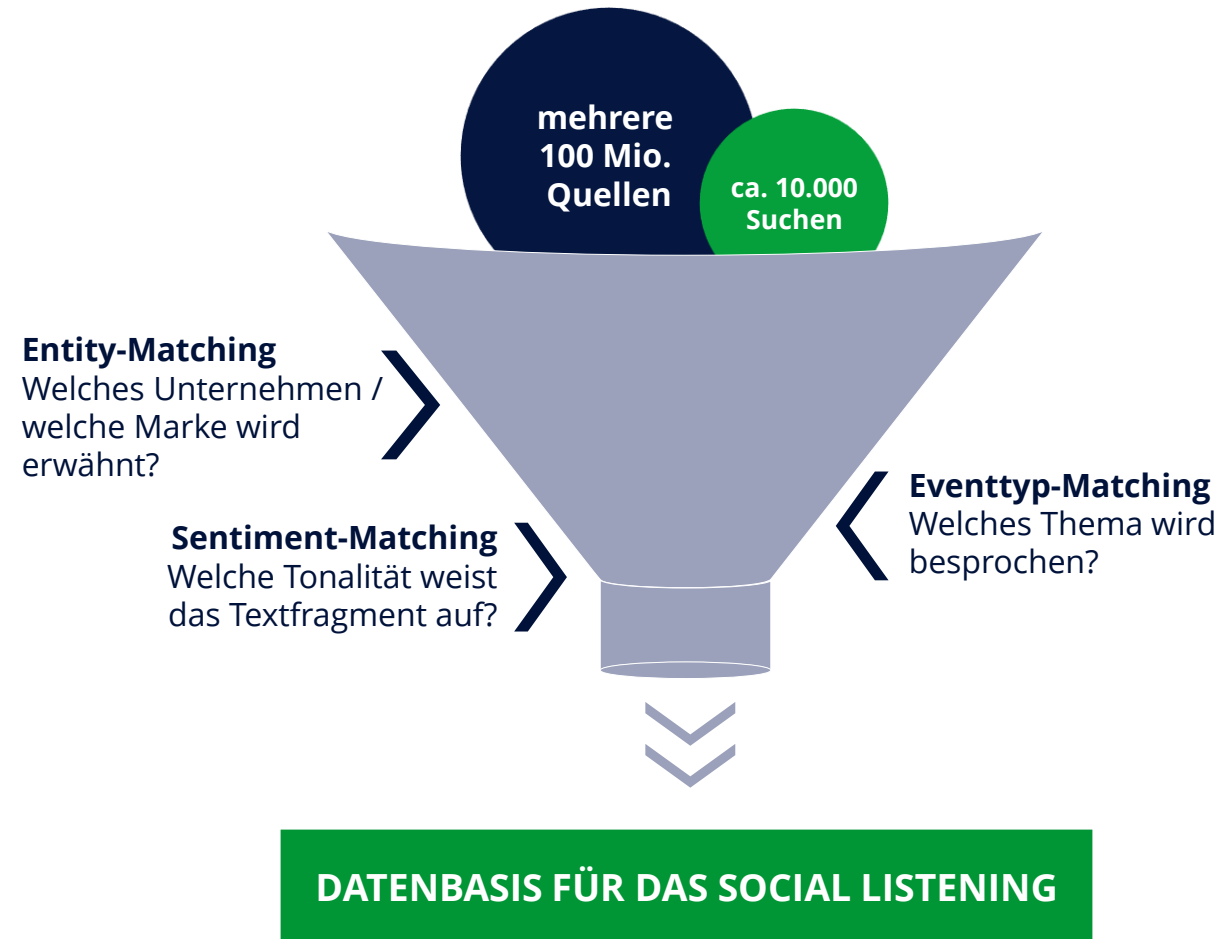 mehrere
100 Mio.
Quellen
ca. 10.000
Suchen
Entity-Matching
Welches Unternehmen /
welche Marke wird
erwähnt?
Eventtyp-Matching
Welches Thema wird
besprochen?
Sentiment-Matching
Welche Tonalität weist
das Textfragment auf?
DATENBASIS FÜR DAS SOCIAL LISTENING